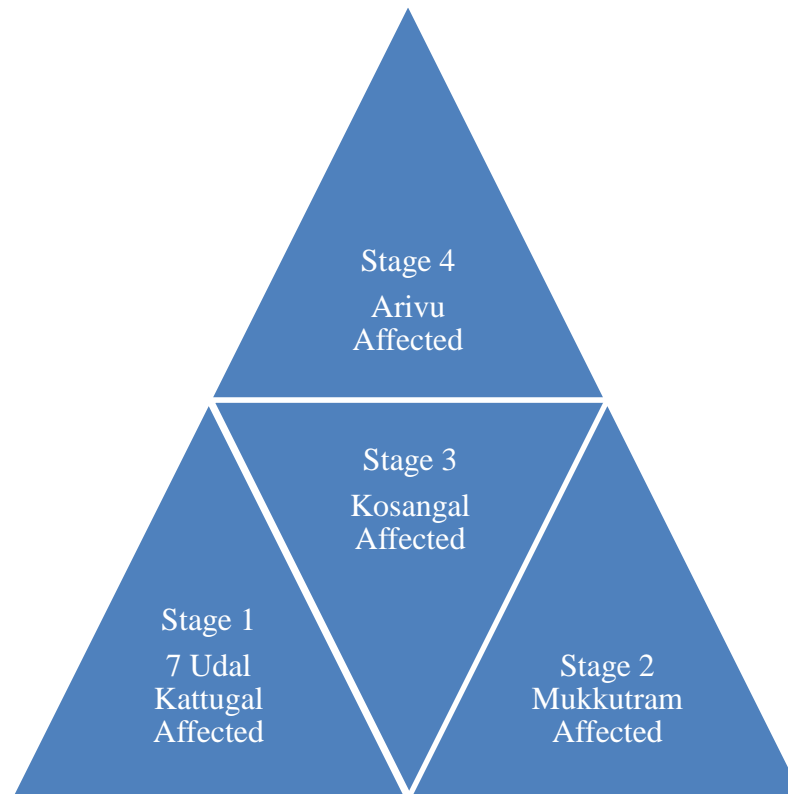 Stage 4
Arivu
Affected
Stage 3
Kosangal
Affected
Stage 1
7 Udal
Kattugal
Affected
Stage 2
Mukkutram
Affected